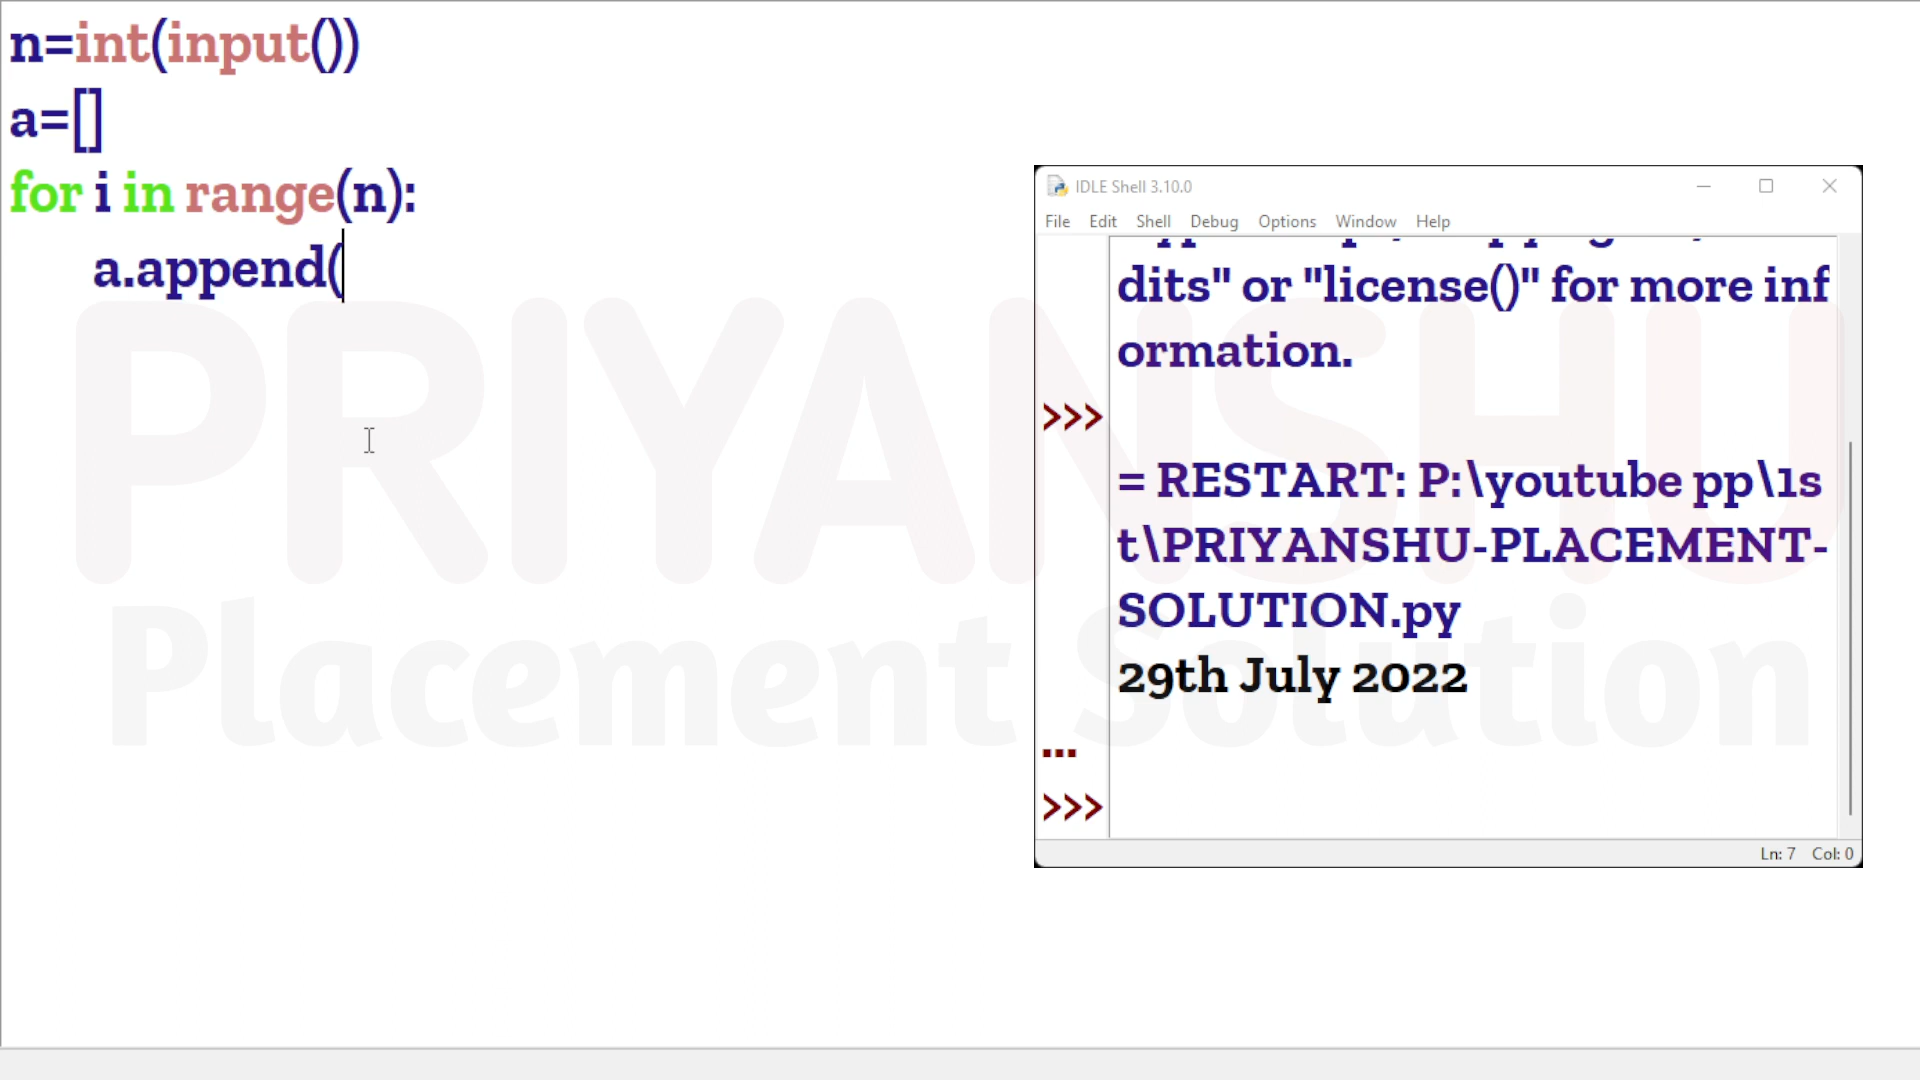 n=int(input())
a=[]
for i in range(n):
a.append(
PRIYANSHU
Placement Solution
IDLE Shell 3.10.0
File Edit Shell Debug Options Window Help
dits" or "license()" for more inf
ormation.
>>>
= RESTART: P:\youtube pp\1s
t\PRIYANSHU-PLACEMENT-
SOLUTION.py
29th July 2022
...
>>>
Ln: 7 Col: 0